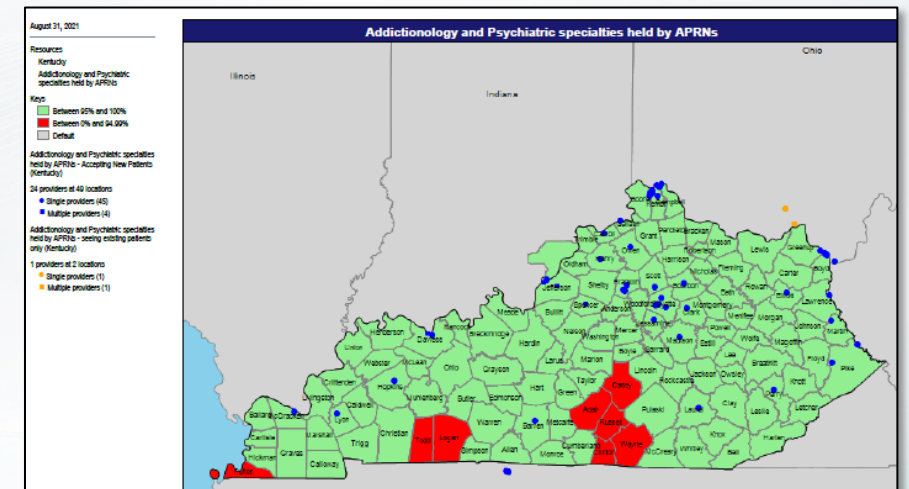 August 31, 2021
Resources
Kentucky
Addictionology and Psychiatric
specialties held by APRNs
Keys
Between 95% and 100%
Between 0% and 94.99%
Default
Addictionology and Psychiatric specialties
held by APRNs - Accepting New Patients
(Kentucky)
24 providers at 49 locations
Single providers (45)
Multiple providers (4)
Addictionology and Psychiatric specialties
held by APRNs - seeing existing patients
only (Kentucky)
1 providers at 2 locations
Single providers (1)
Multiple providers (1)
Addictionology and Psychiatric specialties held by APRNs
Ohio
Illinois
Indiana
Grant
Bracken
Mason
Lewis
Greenup
Trimble
Owen
Robertson
Fleming
Carter
Boyd
Oldham
Henry
Harrison
Nicholas
Rowan
Scott
Lawrence
Jefferson
Shelby
Bath
Spencer
Anderson
Woodford
Clark
Montgomery
Menifee
Morgan
Johnson
Martin
Meade
Bullitt
Nelson
Washington
Mercer
Madison
Powell
Wolfe
Magoffin
Henderson
Daviess
Hancock
Breckinridge
Hardin
Boyle
Garrard
Estill
Lee
Breathitt
Floyd
Pike
Union
Webster
McLean
Ohio
Grayson
Larue
Marion
Lincoln
Jackson
Owsley
Knott
Crittenden
Hopkins
Hart
Taylor
Casey
Rockcastle
Perry
Livingston
Caldwell
Muhlenberg
Butler
Edmonson
Green
Adair
Pulaski
Laurel
Clay
Leslie
Letcher
Ballard
McCracken
Lyon
Warren
Barren
Metcalfe
Russell
Knox
Harlan
Carlisle
Marshall
Trigg
Christian
Todd
Logan
Simpson
Allen
Monroe
Cumberland
Clinton
Wayne
McCreary
Whitley
Bell
Hickman
Graves
Calloway
Fulton